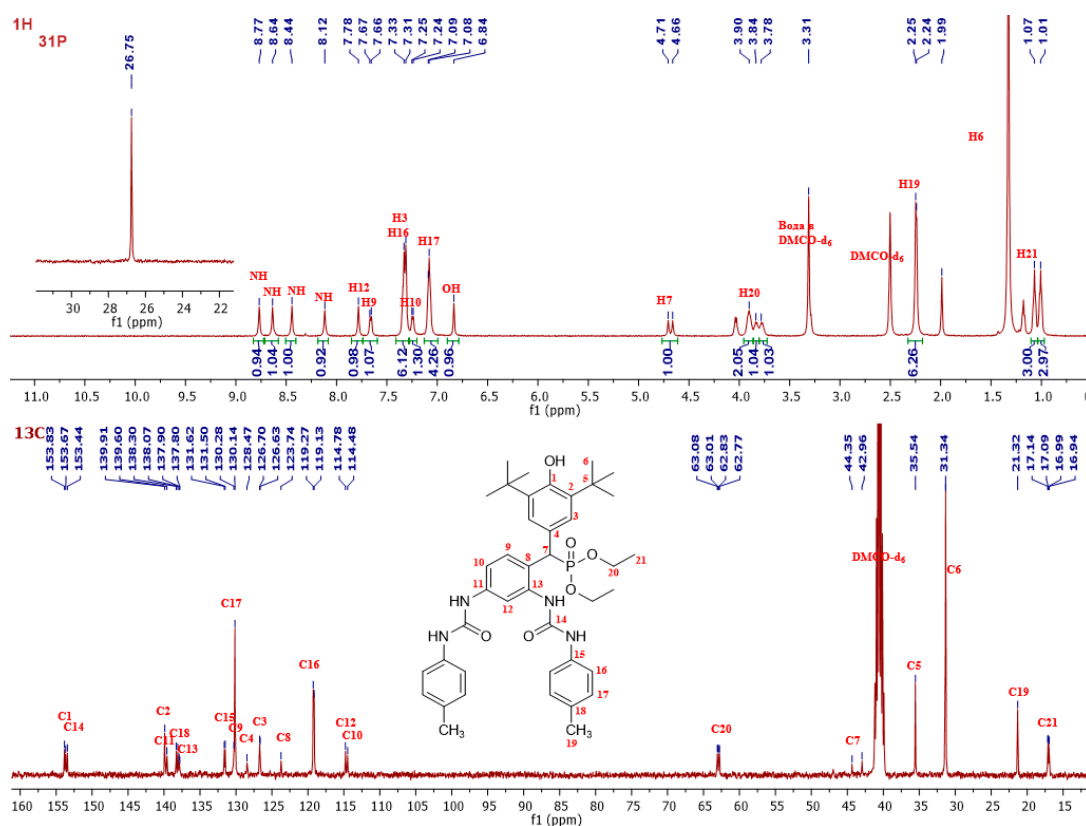 1H
31P
26.75
30 28 26 24 22
f1 (ppm)
8.77 8.64 8.44 8.12 7.78 7.67 7.66 7.33 7.31 7.25 7.24 7.09 7.08 6.84 4.71 4.66 3.90 3.84 3.78 3.31 2.25 2.24 1.99 1.07 1.01
NH NH NH NH H12 H9 H3 H16 H10 H17 OH H7 H20 H19 H6 H21
Вода в
DMCO-d6
DMCO-d6
0.94 1.04 1.00 0.92 0.98 1.07 6.12 1.30 4.26 0.96 1.00 2.05 1.04 1.03 6.26 3.00 2.97
11.0 10.5 10.0 9.5 9.0 8.5 8.0 7.5 7.0 6.5 6.0 5.5 5.0 4.5 4.0 3.5 3.0 2.5 2.0 1.5 1.0
f1 (ppm)
13C
153.83 153.67 153.44 139.91 139.60 138.30 138.07 137.90 137.80 131.62 131.50 130.28 130.14 128.47 126.70 126.63 123.74 119.27 119.13 114.78 114.48 63.08 63.01 62.83 62.77 44.35 42.96 35.54 31.34 21.32 17.14 17.09 16.99 16.94
C1 C14 C2 C11 C18 C13 C15 C17 C9 C4 C3 C8 C16 C12 C10 C20 C7 DMCO-d6 C5 C6 C19 C21
OH
6
1
5
2
3
4
7
O
9
8
P
O
21
10
20
11
13
O
12
HN
NH
14
NH
O
O
HN
15
16
17
18
CH3
CH3
19
160 155 150 145 140 135 130 125 120 115 110 105 100 95 90 85 80 75 70 65 60 55 50 45 40 35 30 25 20 15
f1 (ppm)